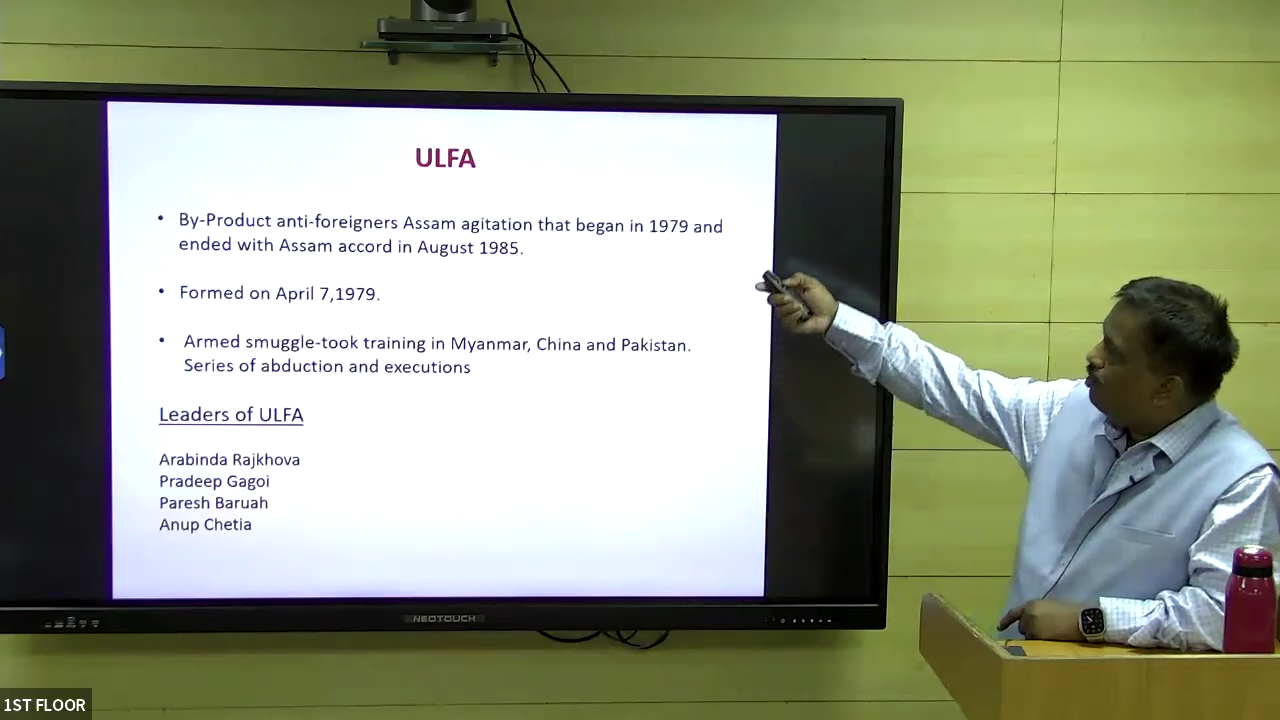 ULFA
• By-Product anti-foreigners Assam agitation that began in 1979 and
ended with Assam accord in August 1985.
• Formed on April 7,1979.
• Armed smuggle-took training in Myanmar, China and Pakistan.
Series of abduction and executions
Leaders of ULFA
Arabinda Rajkhova
Pradeep Gagoi
Paresh Baruah
Anup Chetia
NEOTOUCH
1ST FLOOR